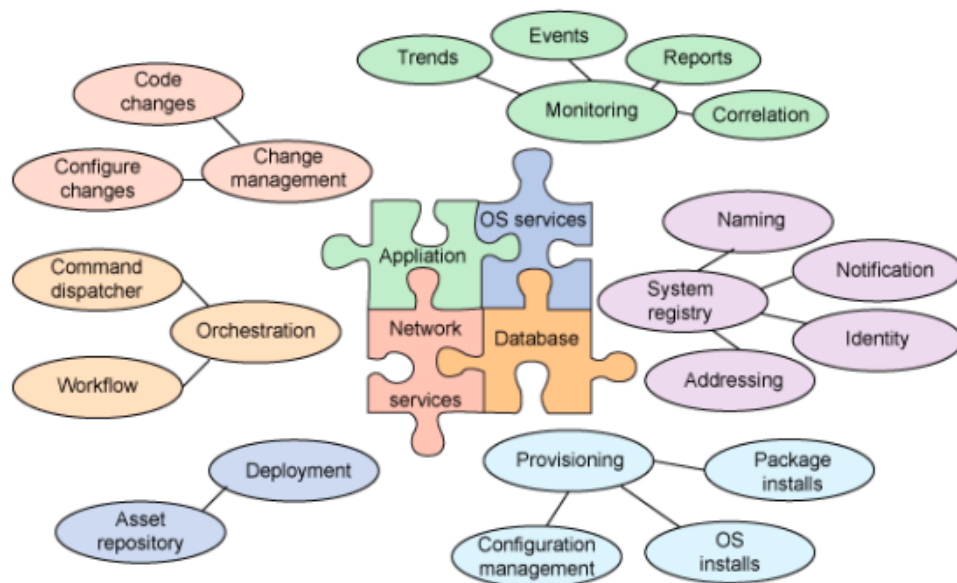 Code
changes
Configure
changes
Change
management
Trends
Events
Reports
Monitoring
Correlation
OS services
Appliation
Network
services
Database
Naming
Notification
System
registry
Identity
Addressing
Command
dispatcher
Orchestration
Workflow
Deployment
Asset
repository
Provisioning
Package
installs
Configuration
management
OS
installs